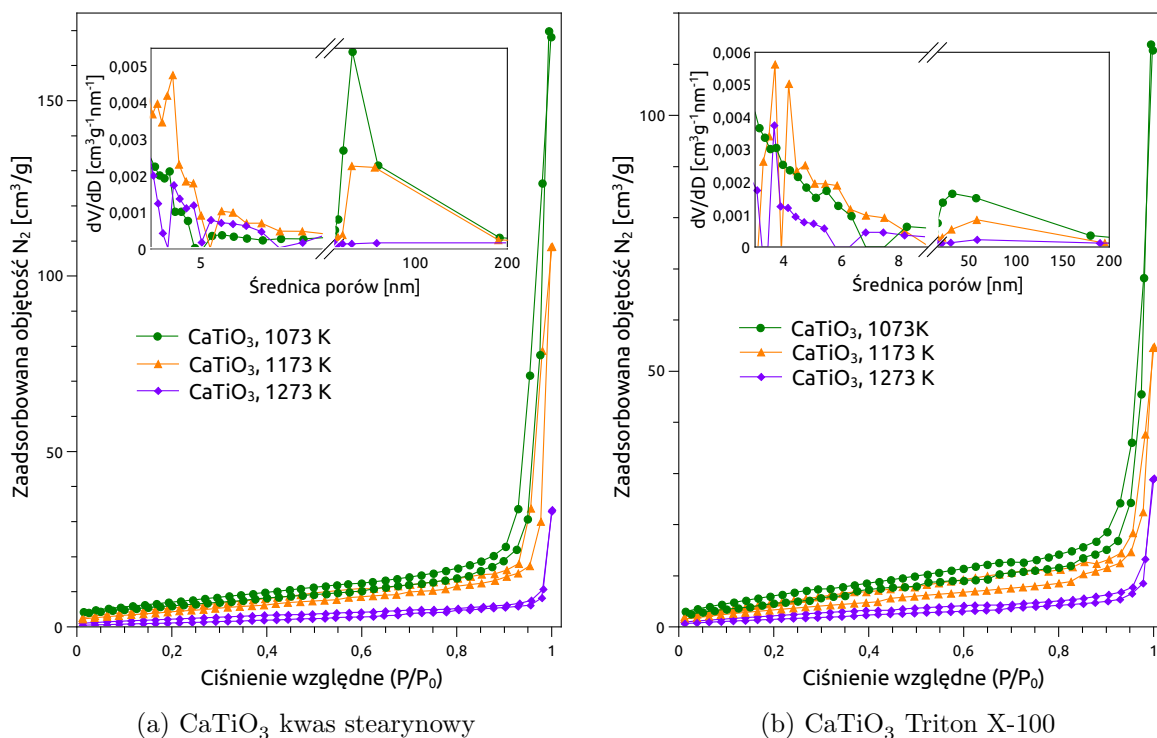 Zaadsorbowana objętość N₂ [cm³/g]
150
100
50
0
dV/dD [cm³g⁻¹nm⁻¹]
0,005
0,004
0,003
0,002
0,001
0
5
100
200
Średnica porów [nm]
CaTiO₃, 1073 K
CaTiO₃, 1173 K
CaTiO₃, 1273 K
0 0,2 0,4 0,6 0,8 1
Ciśnienie względne (P/P₀)
(a) CaTiO₃ kwas stearynowy
Zaadsorbowana objętość N₂ [cm³/g]
100
50
0
dV/dD [cm³g⁻¹nm⁻¹]
0,006
0,005
0,004
0,003
0,002
0,001
0
4 6 8 50 100 150 200
Średnica porów [nm]
CaTiO₃, 1073K
CaTiO₃, 1173 K
CaTiO₃, 1273 K
0 0,2 0,4 0,6 0,8 1
Ciśnienie względne (P/P₀)
(b) CaTiO₃ Triton X-100